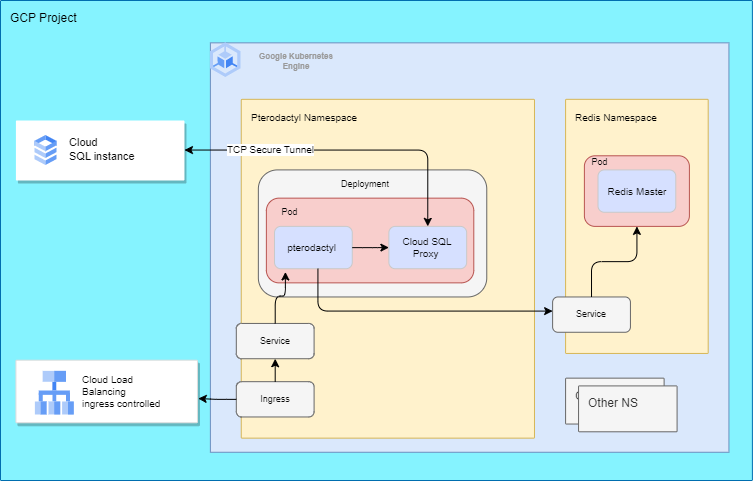 GCP Project
Google Kubernetes
Engine
Pterodactyl Namespace
Redis Namespace
Cloud
SQL instance
TCP Secure Tunnel
Pod
Redis Master
Deployment
Pod
pterodactyl
Cloud SQL
Proxy
Service
Service
Cloud Load
Balancing
ingress controlled
Ingress
Other NS